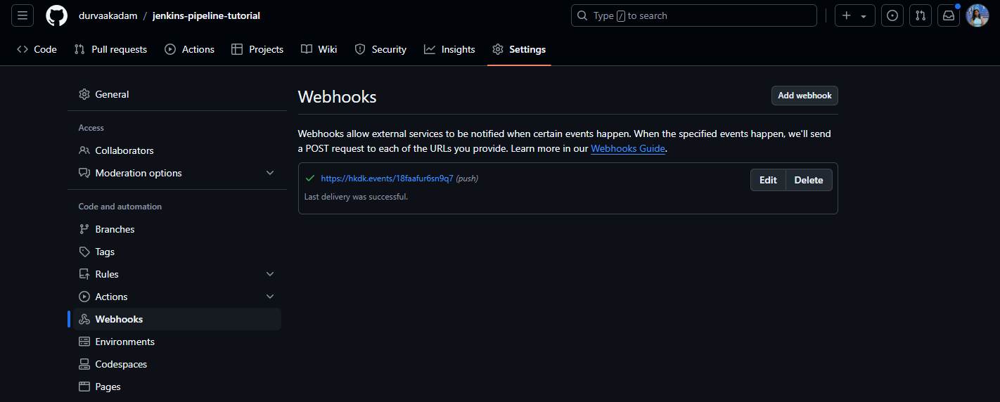 durvaakadam / jenkins-pipeline-tutorial
Type / to search
Code
Pull requests
Actions
Projects
Wiki
Security
Insights
Settings
General
Access
Collaborators
Moderation options
Code and automation
Branches
Tags
Rules
Actions
Webhooks
Environments
Codespaces
Pages
Webhooks
Add webhook
Webhooks allow external services to be notified when certain events happen. When the specified events happen, we'll send
a POST request to each of the URLs you provide. Learn more in our Webhooks Guide.
https://hkdk.events/18faafur6sn9q7 (push)
Edit
Delete
Last delivery was successful.